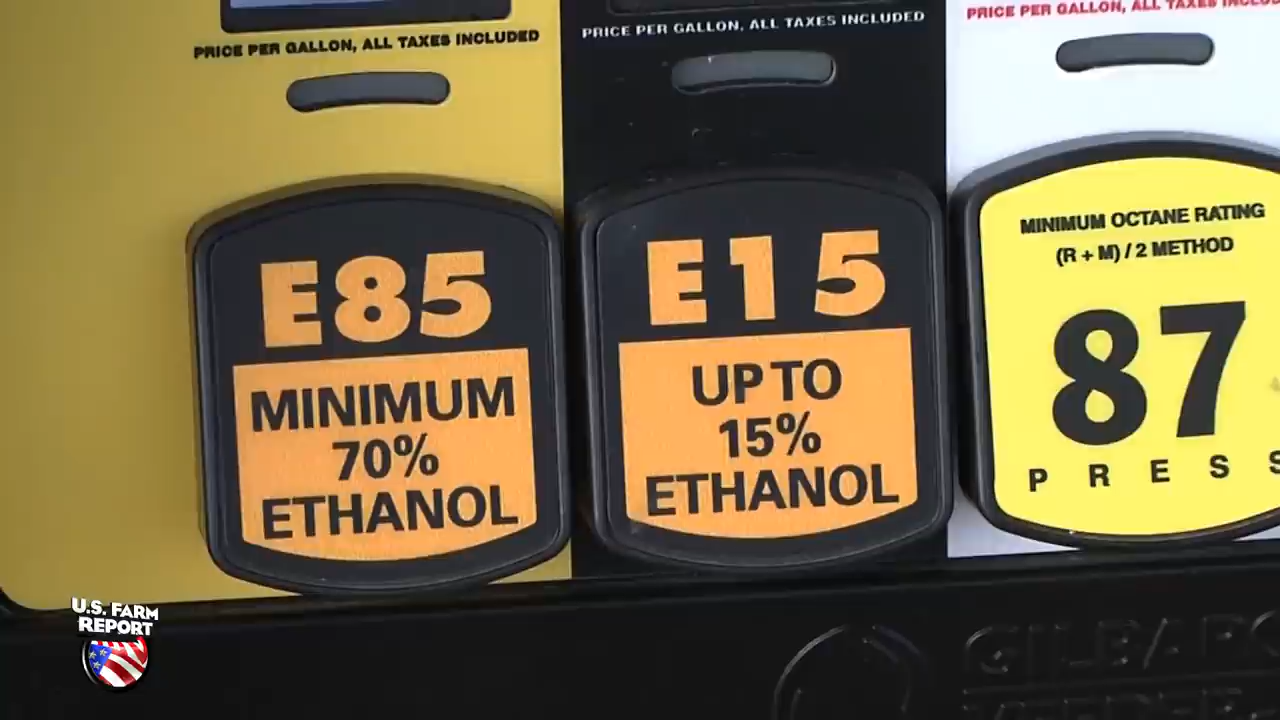 PRICE PER GALLON, ALL TAXES INCLUDED
E85
MINIMUM
70%
ETHANOL
PRICE PER GALLON, ALL TAXES INCLUDED
E15
UP TO
15%
ETHANOL
PRICE PER GALLON, ALL TAXES
MINIMUM OCTANE RATING
(R + M) / 2 METHOD
87
PRESS
U.S. FARM
REPORT